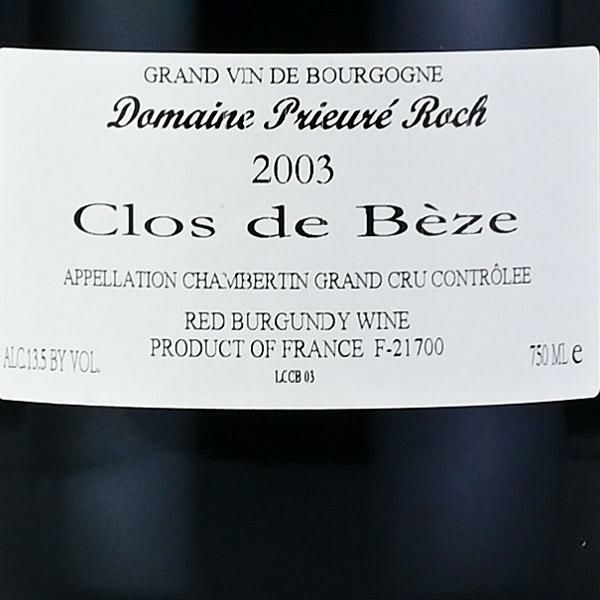 GRAND VIN DE BOURGOGNE
Domaine Prieuré Roch
2003
Clos de Bèze
APPELLATION CHAMBERTIN GRAND CRU CONTRÔLEE
RED BURGUNDY WINE
PRODUCT OF FRANCE F-21700
ALC.13.5 BY VOL.
750 ML e
LCCB 03